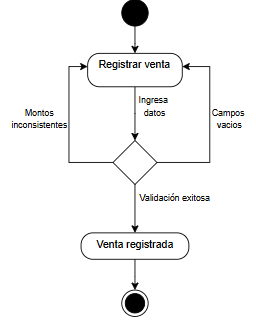 Registrar venta
Ingresa
datos
Montos
inconsistentes
Campos
vacios
Validación exitosa
Venta registrada